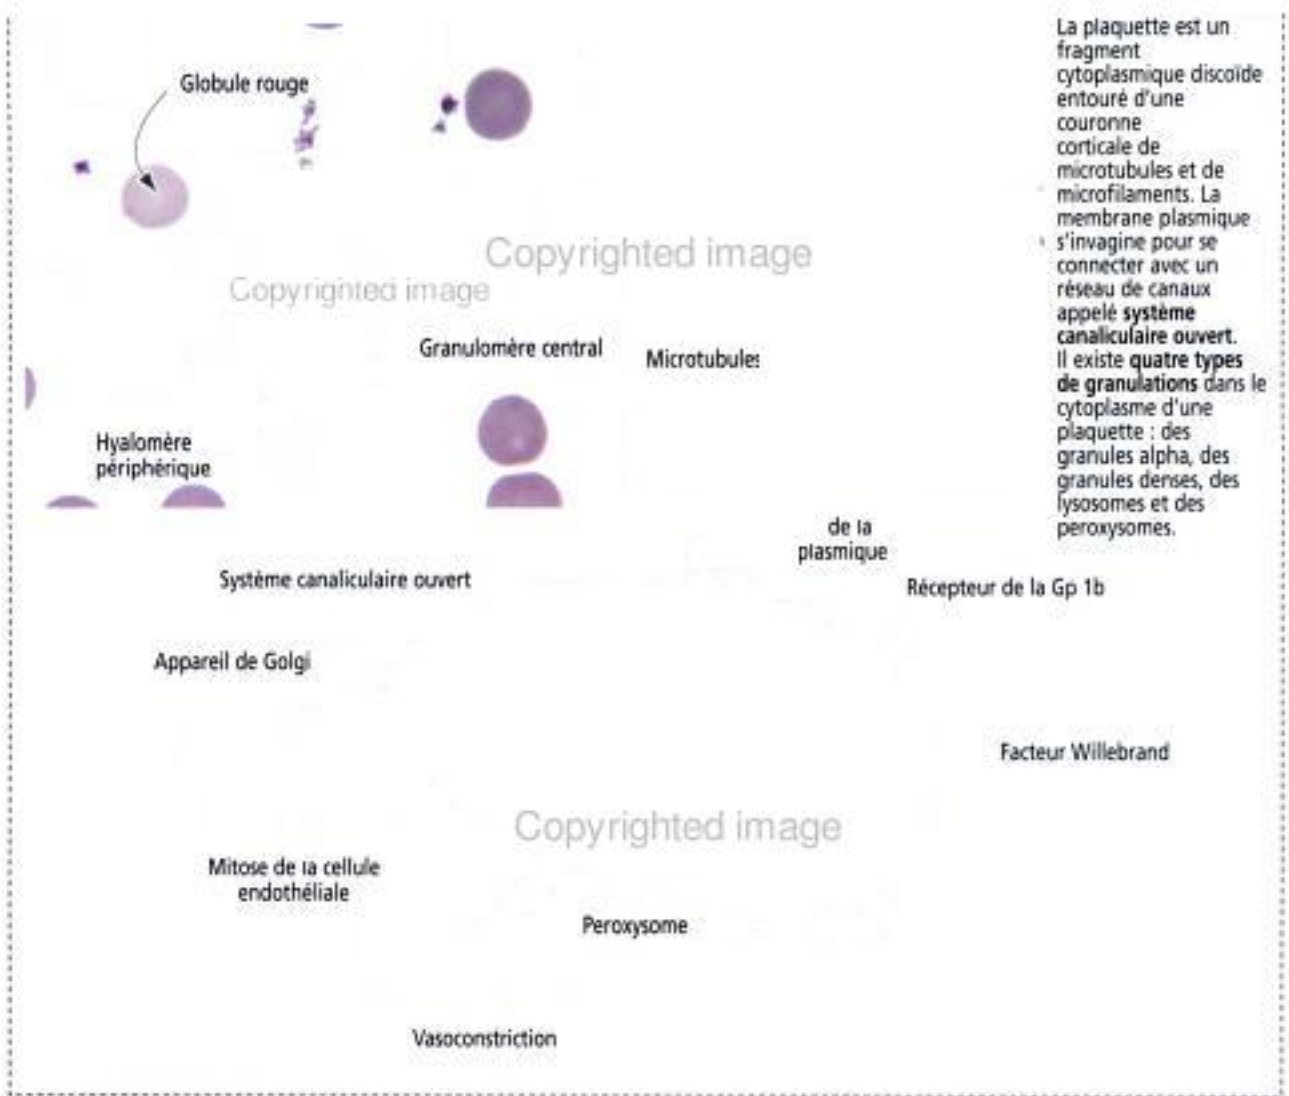 Globule rouge
Copyrighted image
Copyrighted image
Granulomère central
Microtubules
Hyalomère
périphérique
Système canaliculaire ouvert
de la
plasmique
Récepteur de la Gp 1b
Appareil de Golgi
Facteur Willebrand
Copyrighted image
Mitose de la cellule
endothéliale
Peroxysome
Vasoconstriction
La plaquette est un
fragment
cytoplasmique discoïde
entouré d'une
couronne
corticale de
microtubules et de
microfilaments. La
membrane plasmique
s'invagine pour se
connecter avec un
réseau de canaux
appelé système
canaliculaire ouvert.
Il existe quatre types
de granulations dans le
cytoplasme d'une
plaquette : des
granules alpha, des
granules denses, des
lysosomes et des
peroxysomes.